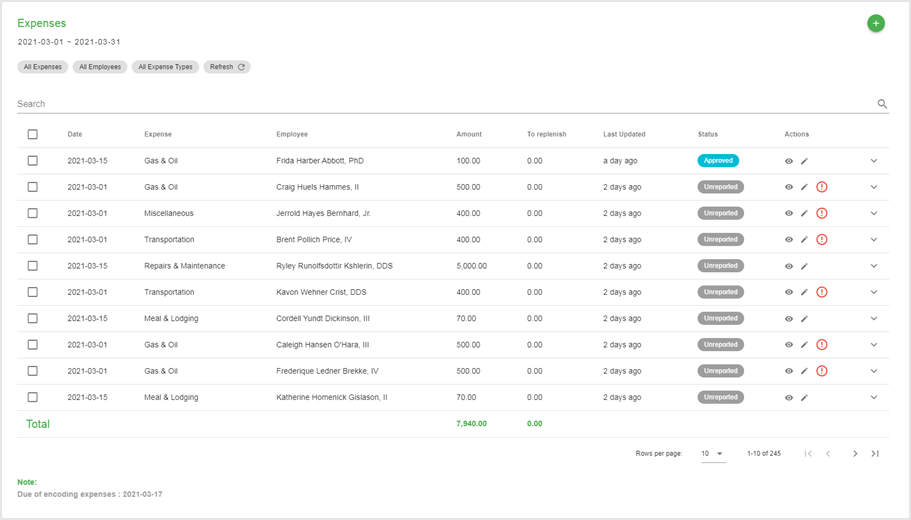 Expenses
2021-03-01 ~ 2021-03-31
All Expenses All Employees All Expense Types Refresh
Search
Date Expense Employee Amount To replenish Last Updated Status Actions
2021-03-15 Gas & Oil Frida Harber Abbott, PhD 100.00 0.00 a day ago Approved
2021-03-01 Gas & Oil Craig Huels Hammes, II 500.00 0.00 2 days ago Unreported
2021-03-01 Miscellaneous Jerrold Hayes Bernhard, Jr. 400.00 0.00 2 days ago Unreported
2021-03-01 Transportation Brent Pollich Price, IV 400.00 0.00 2 days ago Unreported
2021-03-15 Repairs & Maintenance Ryley Runolfsdottir Kshlerin, DDS 5,000.00 0.00 2 days ago Unreported
2021-03-01 Transportation Kavon Wehner Crist, DDS 400.00 0.00 2 days ago Unreported
2021-03-15 Meal & Lodging Cordell Yundt Dickinson, III 70.00 0.00 2 days ago Unreported
2021-03-01 Gas & Oil Caleigh Hansen O'Hara, III 500.00 0.00 2 days ago Unreported
2021-03-01 Gas & Oil Frederique Ledner Brekke, IV 500.00 0.00 2 days ago Unreported
2021-03-15 Meal & Lodging Katherine Homenick Gislason, II 70.00 0.00 2 days ago Unreported
Total 7,940.00 0.00
Rows per page: 10 1-10 of 245
Note:
Due of encoding expenses : 2021-03-17